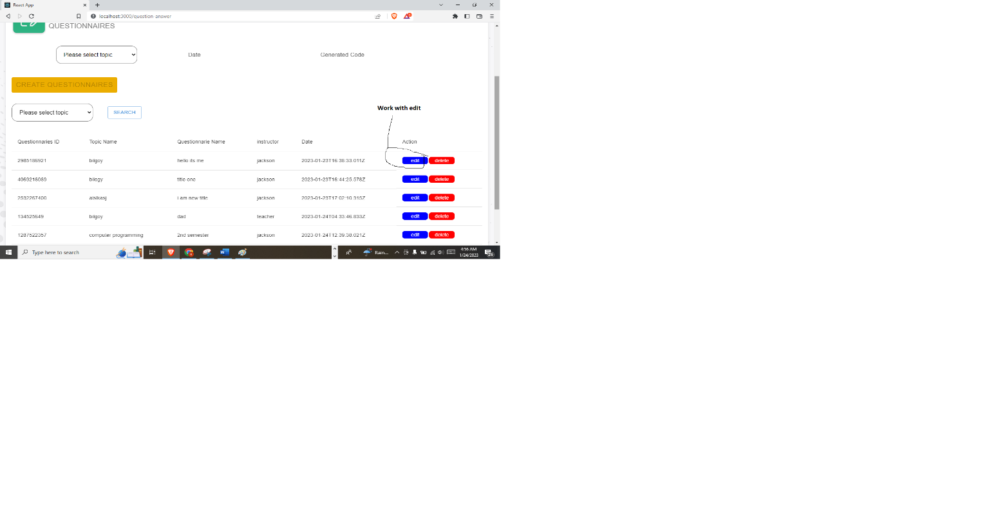 React App
localhost:3000/question-answer
QUESTIONNAIRES
Please select topic Date Generated Code
CREATE QUESTIONNAIRES
Work with edit
Please select topic SEARCH
Questionnaries ID Topic Name Questionnarie Name instructor Date Action
2985186921 bilgoy hello its me jackson 2023-01-23T16:38:33.011Z edit delete
4069216069 bilogy title one jackson 2023-01-23T16:44:25.578Z edit delete
2532267400 i am new title jackson 2023-01-23T17:02:10.315Z edit delete
134525649 bilgoy dad teacher 2023-01-24T04:33:46.833Z edit delete
1287522357 computer programming 2nd semester jackson 2023-01-24T12:39:38.021Z edit delete
Type here to search Rain... 4:56 AM
1/24/2023 26